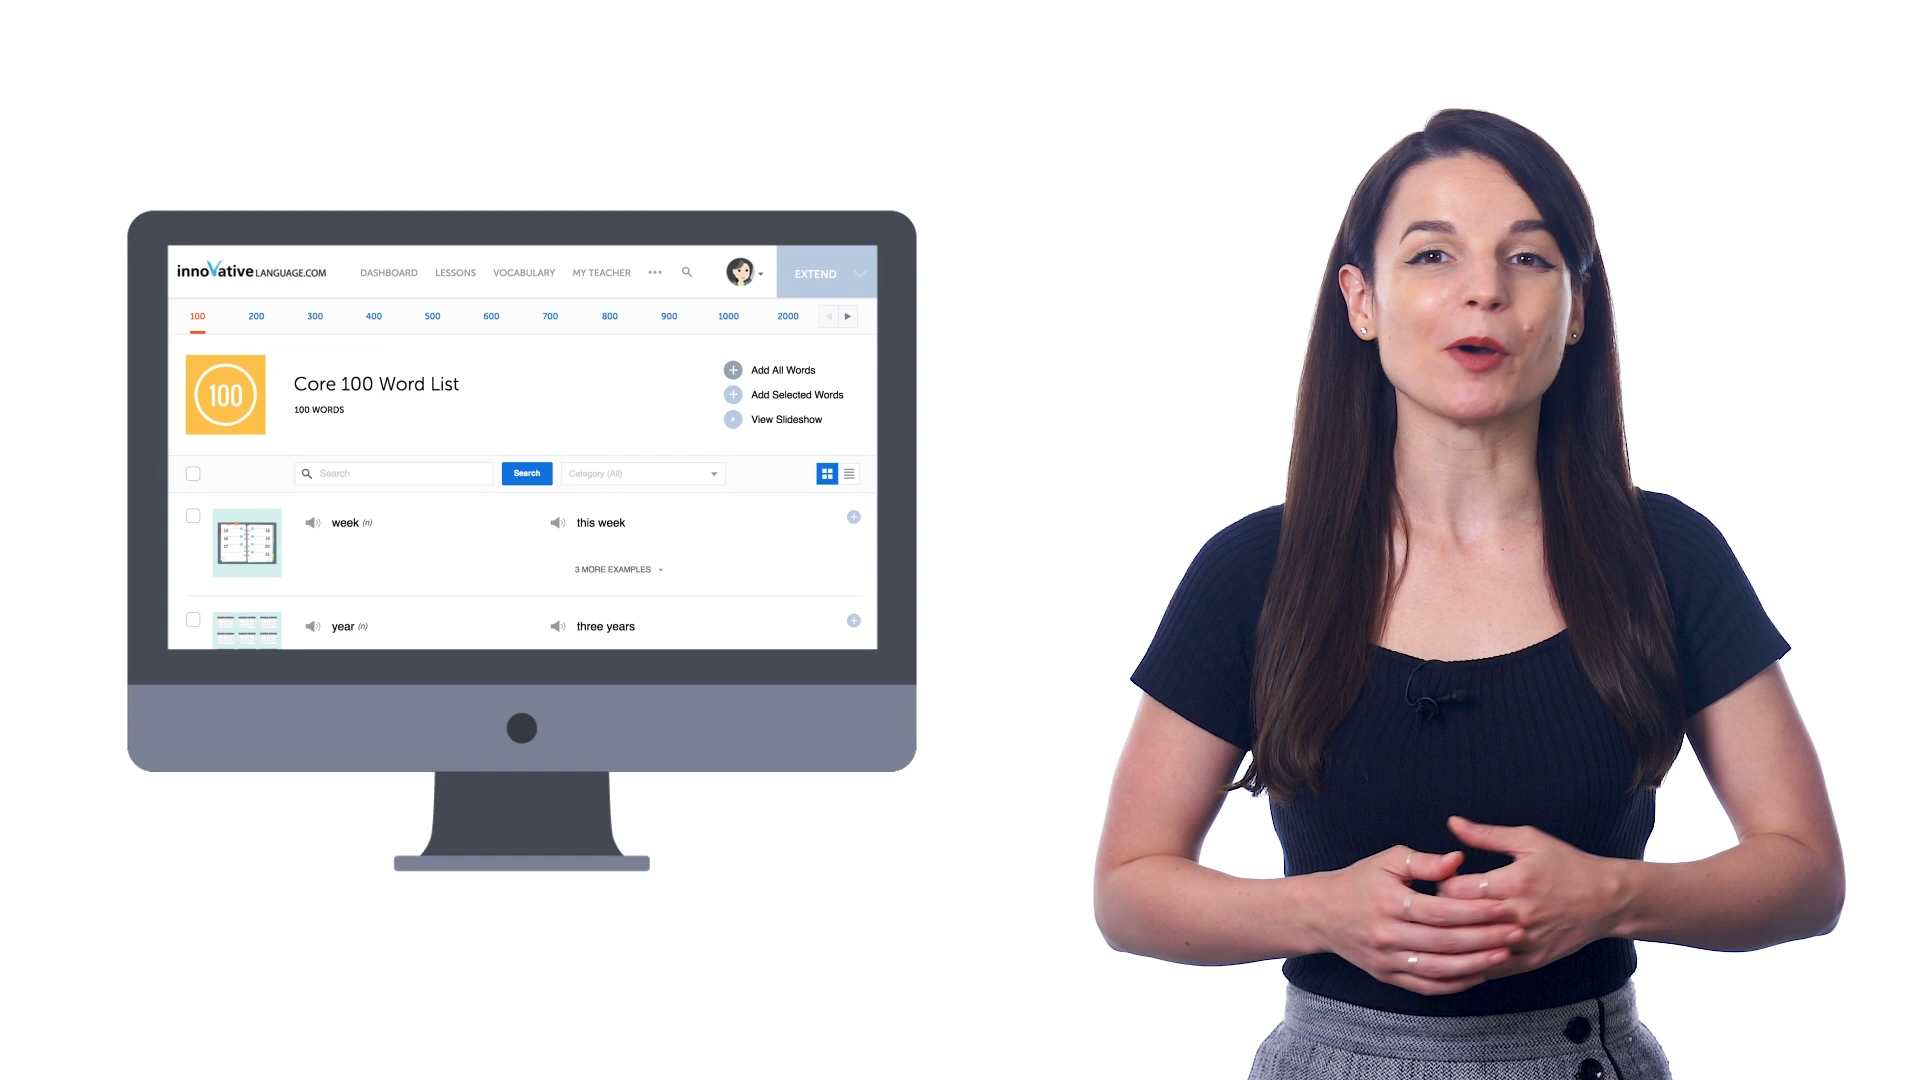 innoVative LANGUAGE.COM DASHBOARD LESSONS VOCABULARY MY TEACHER EXTEND
100 200 300 400 500 600 700 800 900 1000 2000
100
Core 100 Word List
100 WORDS
Add All Words
Add Selected Words
View Slideshow
Search Search Category (All)
week (n) this week
3 MORE EXAMPLES
year (n) three years